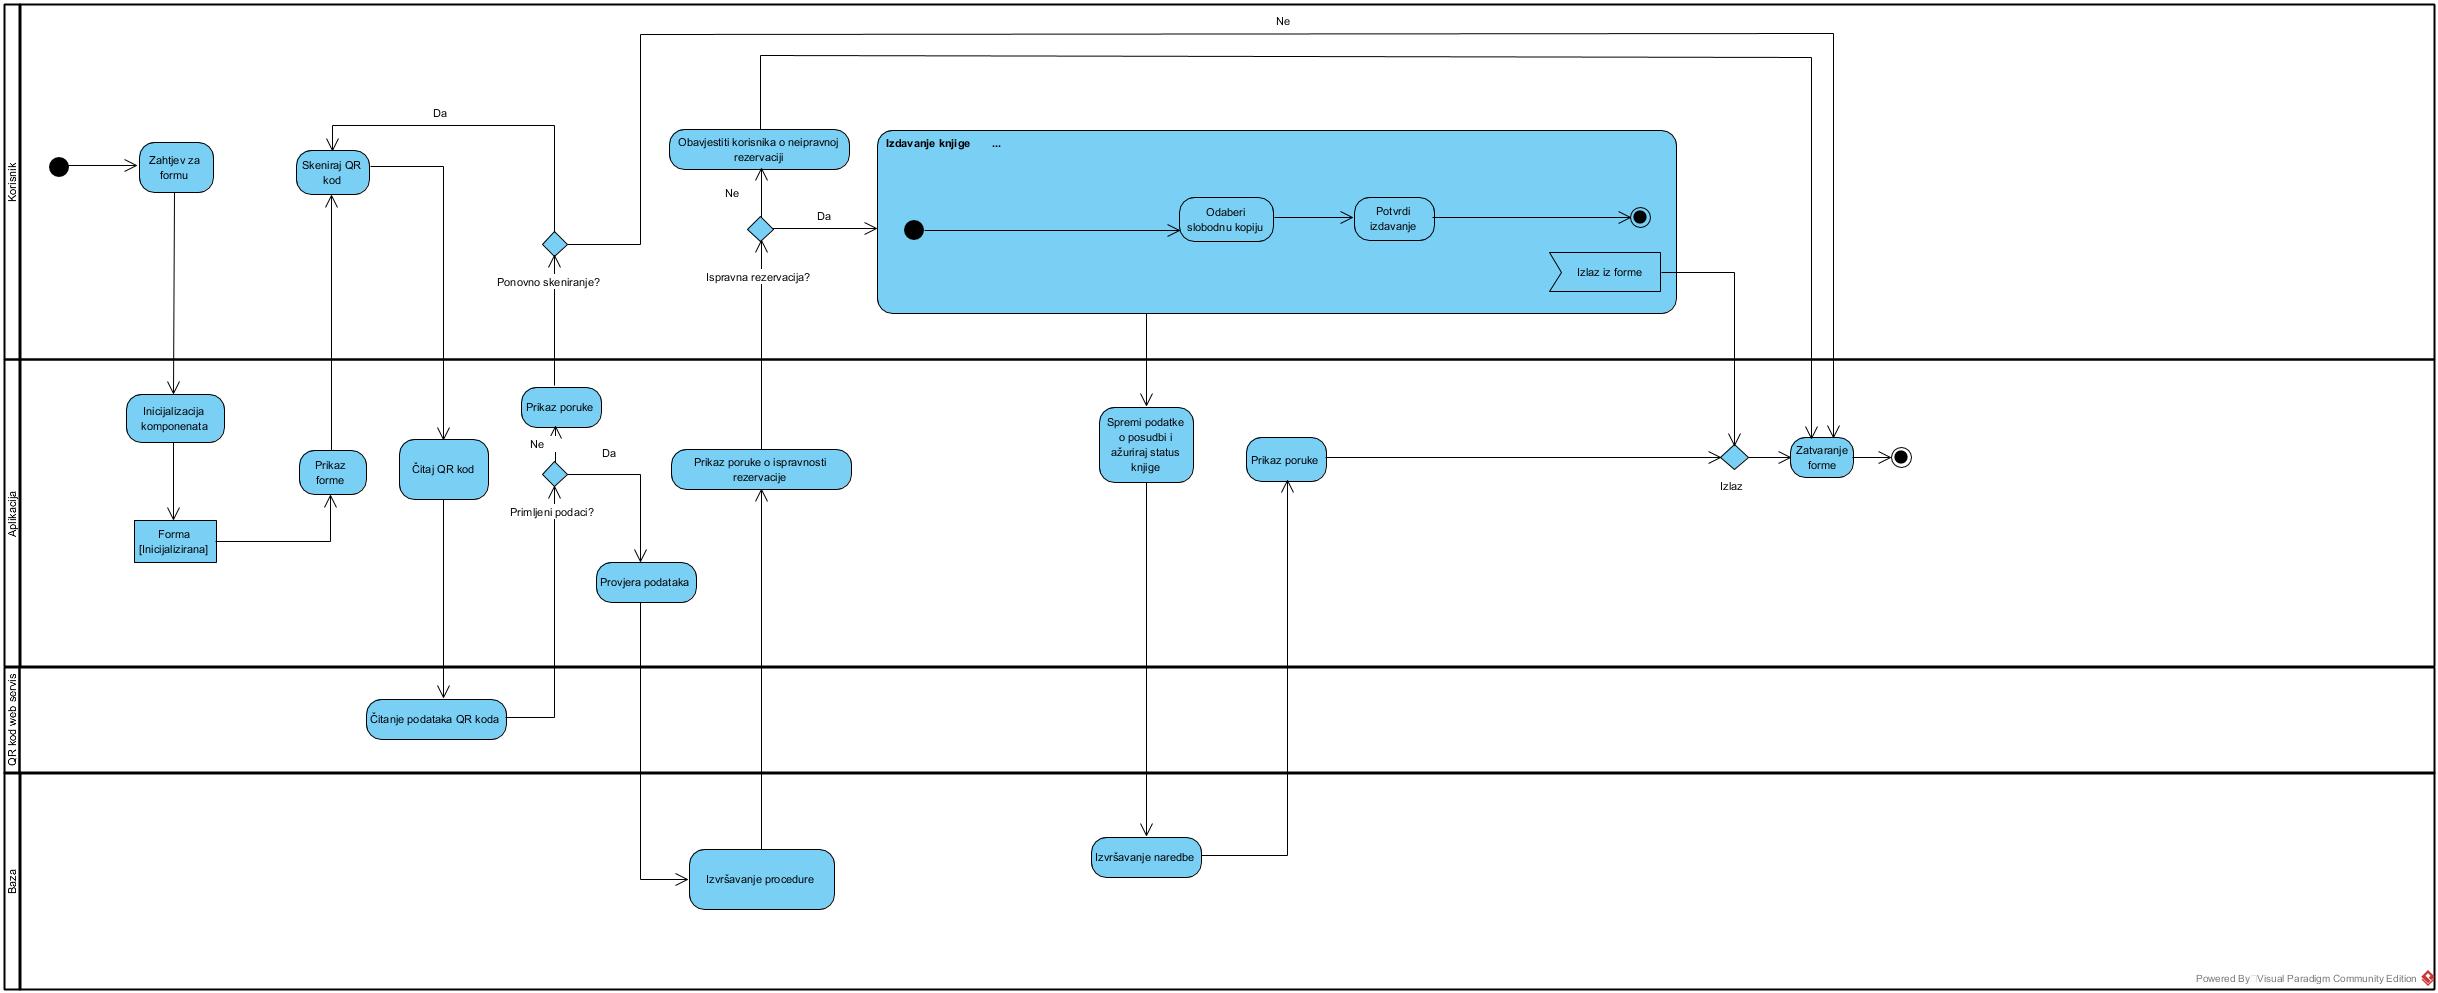 Korisnik
Ne
Da
Zahtjev za
formu
Skeniraj QR
kod
Ponovno skeniranje?
Obavjestiti korisnika o neipravnoj
rezervaciji
Ne
Da
Ispravna rezervacija?
Izdavanje knjige ...
Odaberi
slobodnu kopiju
Potvrdi
izdavanje
Izlaz iz forme
Aplikacija
Inicijalizacija
komponenata
Forma
[Inicijalizirana]
Prikaz
forme
Čitaj QR kod
Prikaz poruke
Ne
Da
Primljeni podaci?
Provjera podataka
Prikaz poruke o ispravnosti
rezervacije
Spremi podatke
o posudbi i
ažuriraj status
knjige
Prikaz poruke
Izlaz
Zatvaranje
forme
QR kod web servis
Čitanje podataka QR koda
Baza
Izvršavanje procedure
Izvršavanje naredbe
Powered By Visual Paradigm Community Edition